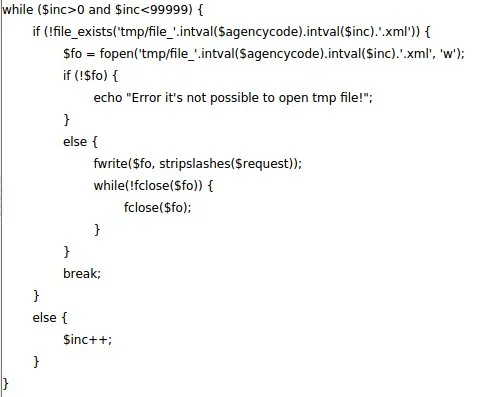 while ($inc>0 and $inc<99999) {
if (!file_exists('tmp/file_'.intval($agencycode).intval($inc).'.xml')) {
$fo = fopen('tmp/file_'.intval($agencycode).intval($inc).'.xml', 'w');
if (!$fo) {
echo "Error it's not possible to open tmp file!";
}
else {
fwrite($fo, stripslashes($request));
while(!fclose($fo)) {
fclose($fo);
}
}
break;
}
else {
$inc++;
}
}